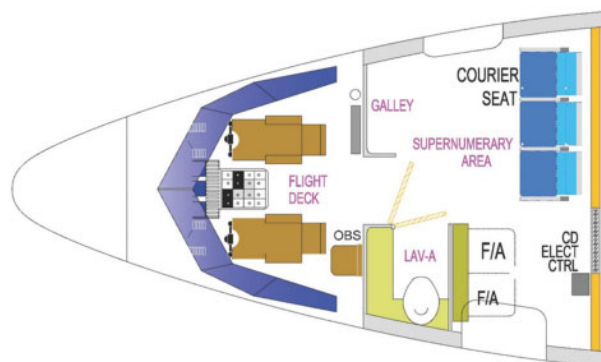 COURIER
SEAT
GALLEY
SUPERNUMERARY
AREA
FLIGHT
DECK
OBS
LAV-A
F/A
F/A
CD
ELECT
CTRL